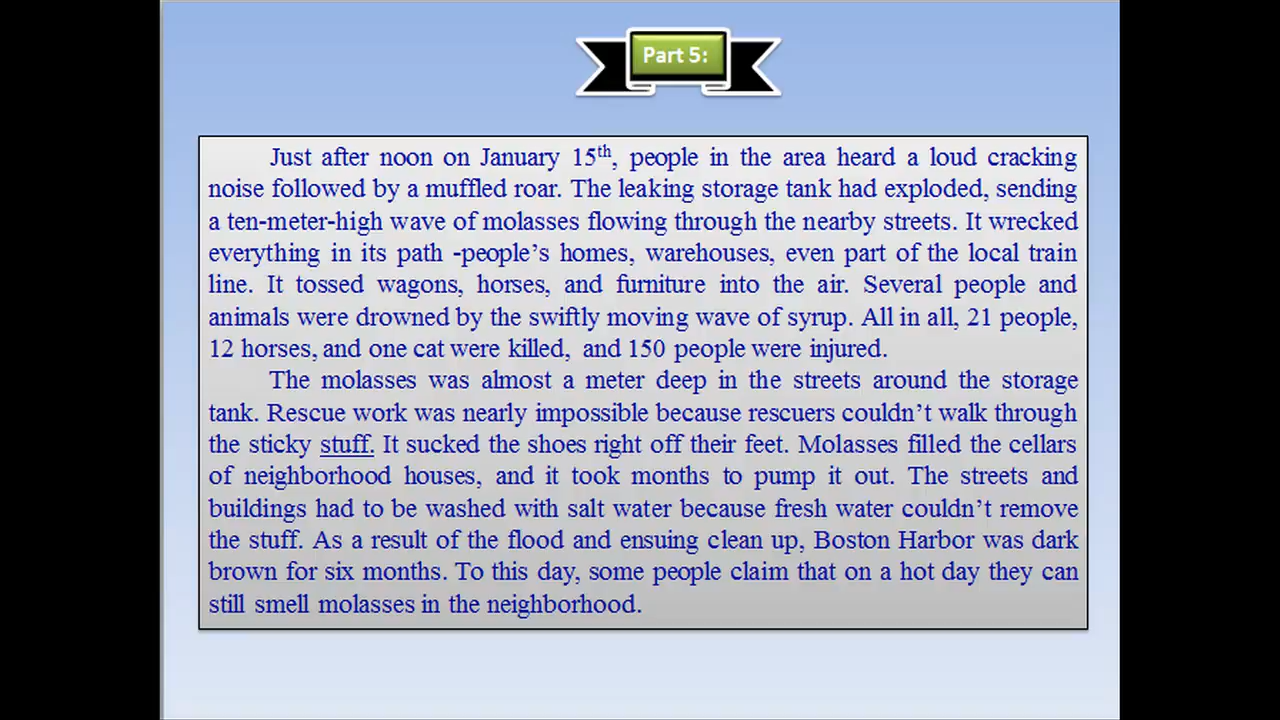 Part 5:
Just after noon on January 15th, people in the area heard a loud cracking
noise followed by a muffled roar. The leaking storage tank had exploded, sending
a ten-meter-high wave of molasses flowing through the nearby streets. It wrecked
everything in its path -people's homes, warehouses, even part of the local train
line. It tossed wagons, horses, and furniture into the air. Several people and
animals were drowned by the swiftly moving wave of syrup. All in all, 21 people,
12 horses, and one cat were killed, and 150 people were injured.
The molasses was almost a meter deep in the streets around the storage
tank. Rescue work was nearly impossible because rescuers couldn't walk through
the sticky stuff. It sucked the shoes right off their feet. Molasses filled the cellars
of neighborhood houses, and it took months to pump it out. The streets and
buildings had to be washed with salt water because fresh water couldn't remove
the stuff. As a result of the flood and ensuing clean up, Boston Harbor was dark
brown for six months. To this day, some people claim that on a hot day they can
still smell molasses in the neighborhood.